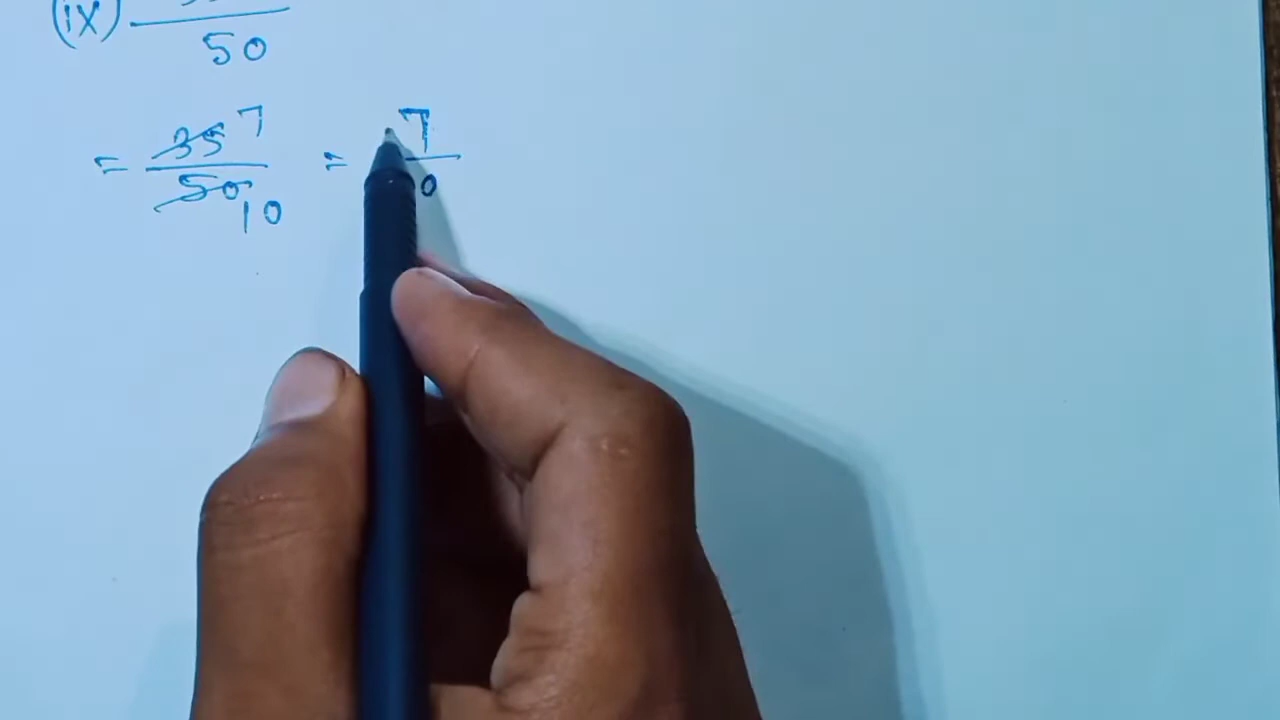 (ix)
50
= 35 7 = 7
50 10 0